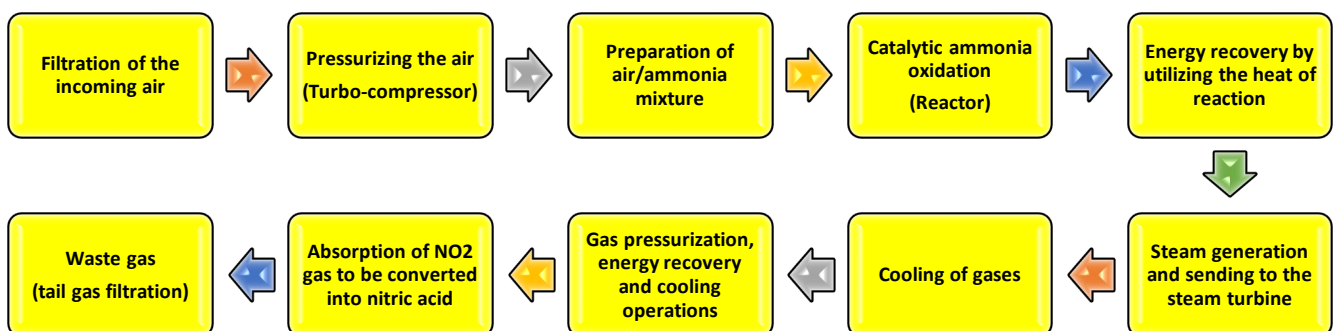 Filtration of the
incoming air
Pressurizing the air
(Turbo-compressor)
Preparation of
air/ammonia
mixture
Catalytic ammonia
oxidation
(Reactor)
Energy recovery by
utilizing the heat of
reaction
Steam generation
and sending to the
steam turbine
Cooling of gases
Gas pressurization,
energy recovery
and cooling
operations
Absorption of NO2
gas to be converted
into nitric acid
Waste gas
(tail gas filtration)